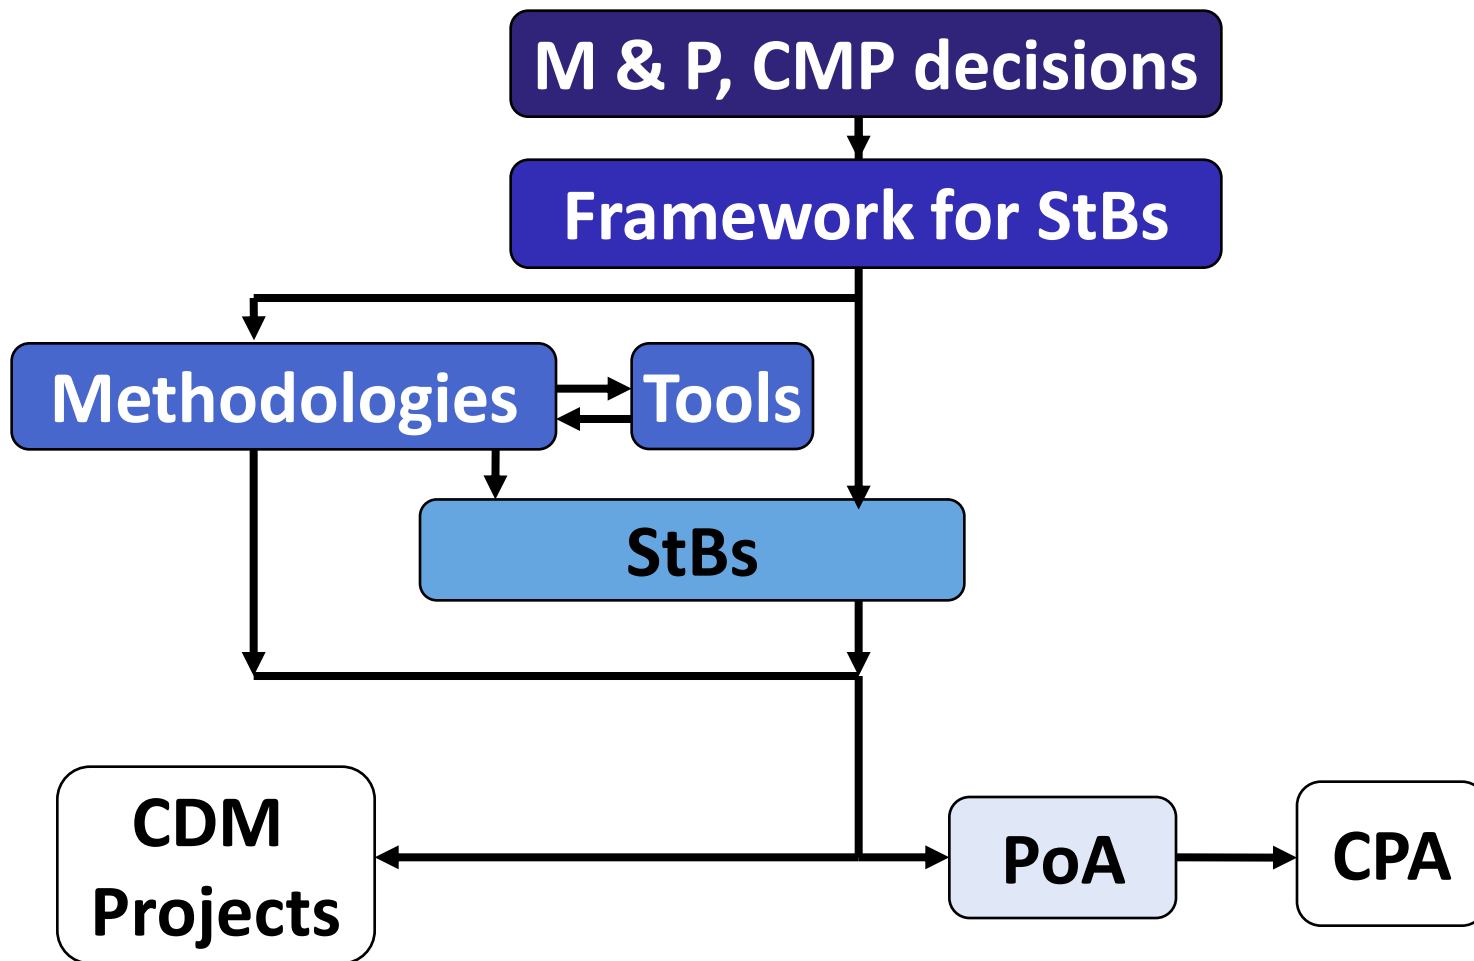 M & P, CMP decisions
Framework for StBs
Methodologies
Tools
StBs
CDM
Projects
PoA
CPA